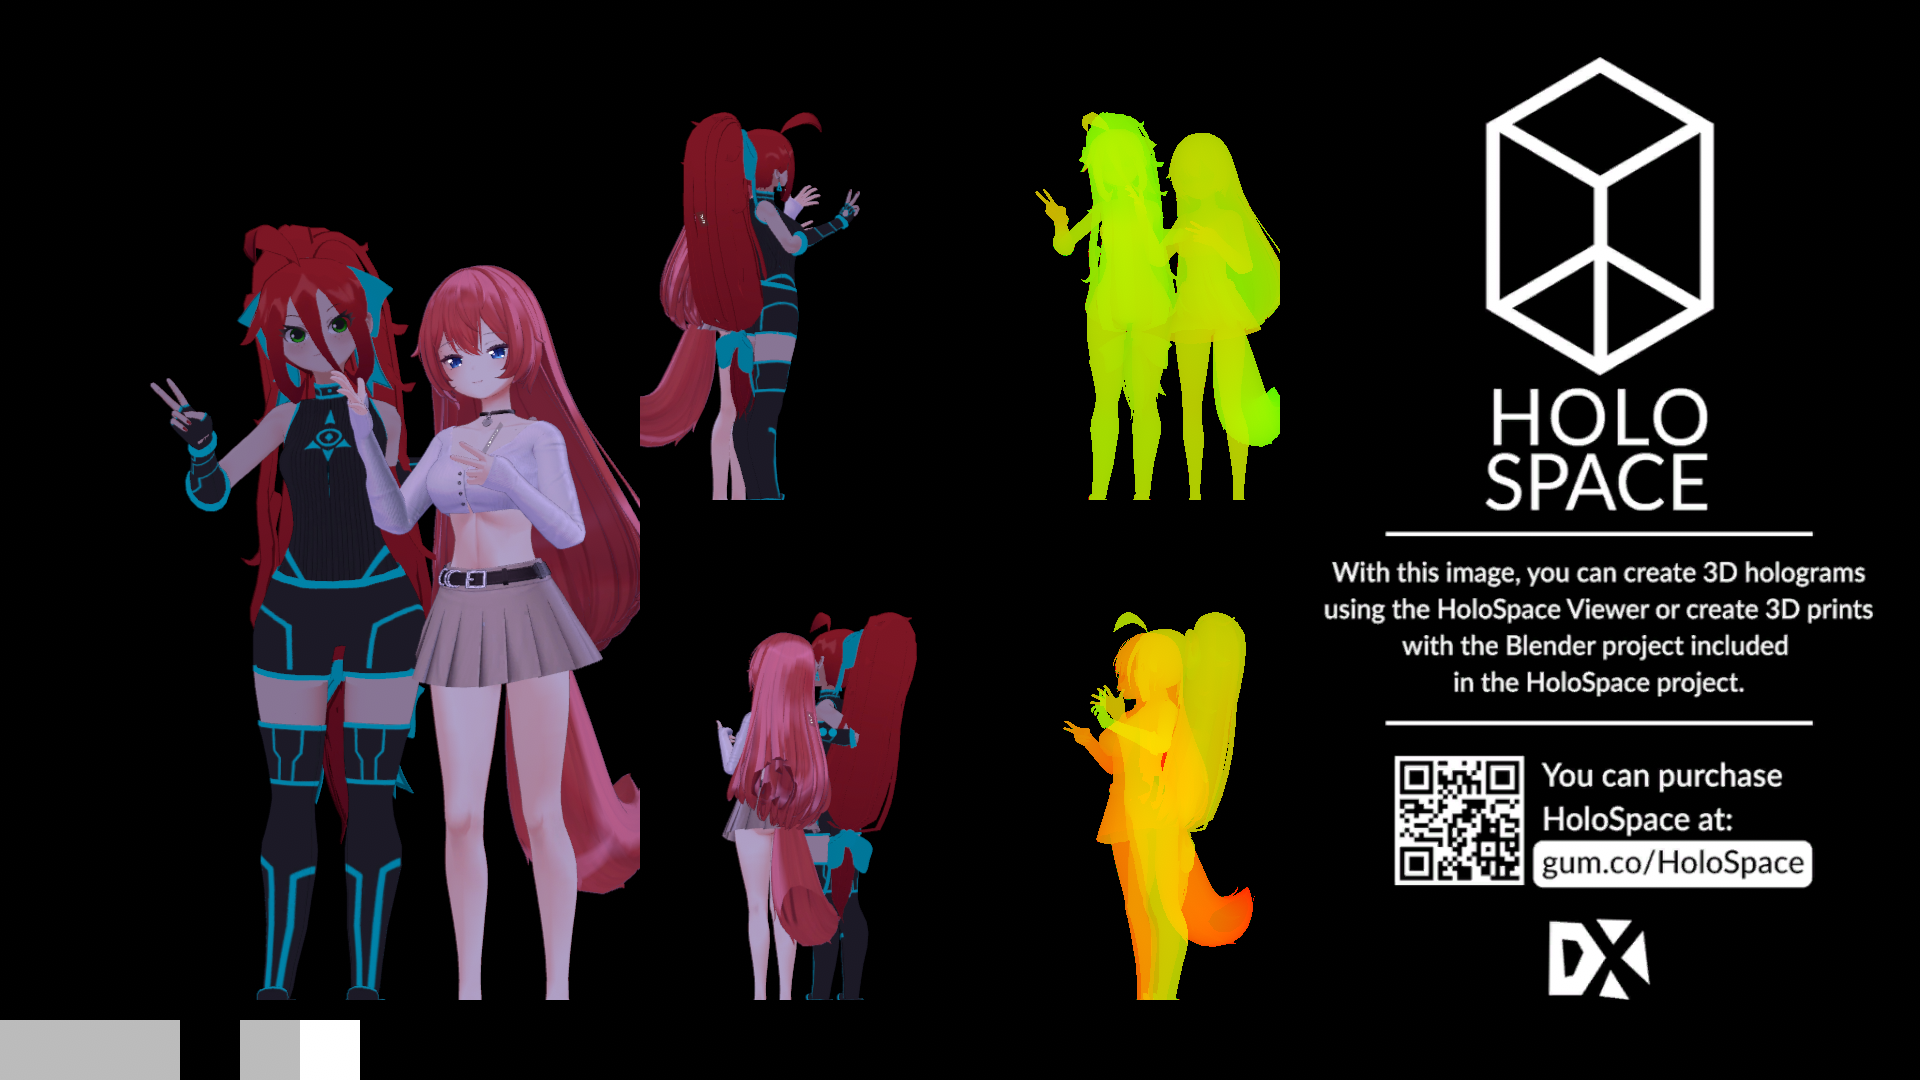 HOLO
SPACE
With this image, you can create 3D holograms
using the HoloSpace Viewer or create 3D prints
with the Blender project included
in the HoloSpace project.
You can purchase
HoloSpace at:
gum.co/HoloSpace
DX